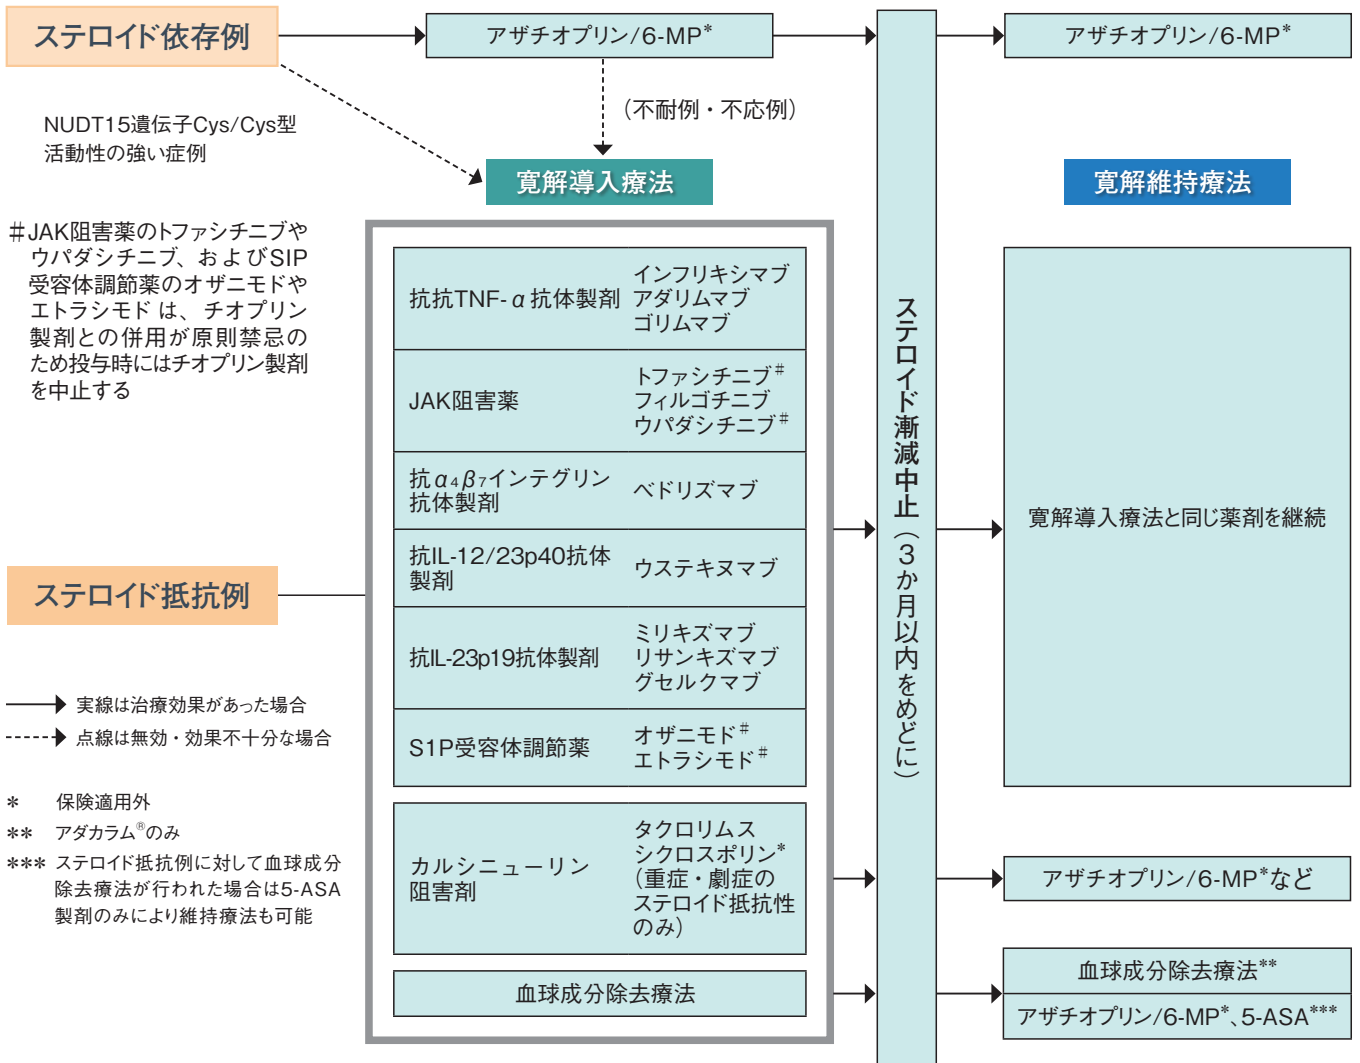 ステロイド依存例
アザチオプリン/6-MP*
アザチオプリン/6-MP*
（不耐例・不応例）
NUDT15遺伝子Cys/Cys型
活動性の強い症例
寛解導入療法
寛解維持療法
#JAK阻害薬のトファシチニブや
ウパダシチニブ、およびSIP
受容体調節薬のオザニモドや
エトラシモド は、チオプリン
製剤との併用が原則禁忌の
ため投与時にはチオプリン製剤
を中止する
抗抗TNF-α抗体製剤
インフリキシマブ
アダリムマブ
ゴリムマブ
JAK阻害薬
トファシチニブ#
フィルゴチニブ
ウパダシチニブ#
抗α4β7インテグリン
抗体製剤
ベドリズマブ
抗IL-12/23p40抗体
製剤
ウステキヌマブ
抗IL-23p19抗体製剤
ミリキズマブ
リサンキズマブ
グセルクマブ
S1P受容体調節薬
オザニモド#
エトラシモド#
カルシニューリン
阻害剤
タクロリムス
シクロスポリン*
（重症・劇症の
ステロイド抵抗性
のみ）
血球成分除去療法
ステロイド漸減中止（3か月以内をめどに）
寛解導入療法と同じ薬剤を継続
アザチオプリン/6-MP*など
血球成分除去療法**
アザチオプリン/6-MP*、5-ASA***
ステロイド抵抗例
実線は治療効果があった場合
点線は無効・効果不十分な場合
* 保険適用外
** アダカラム®のみ
*** ステロイド抵抗例に対して血球成分
除去療法が行われた場合は5-ASA
製剤のみにより維持療法も可能